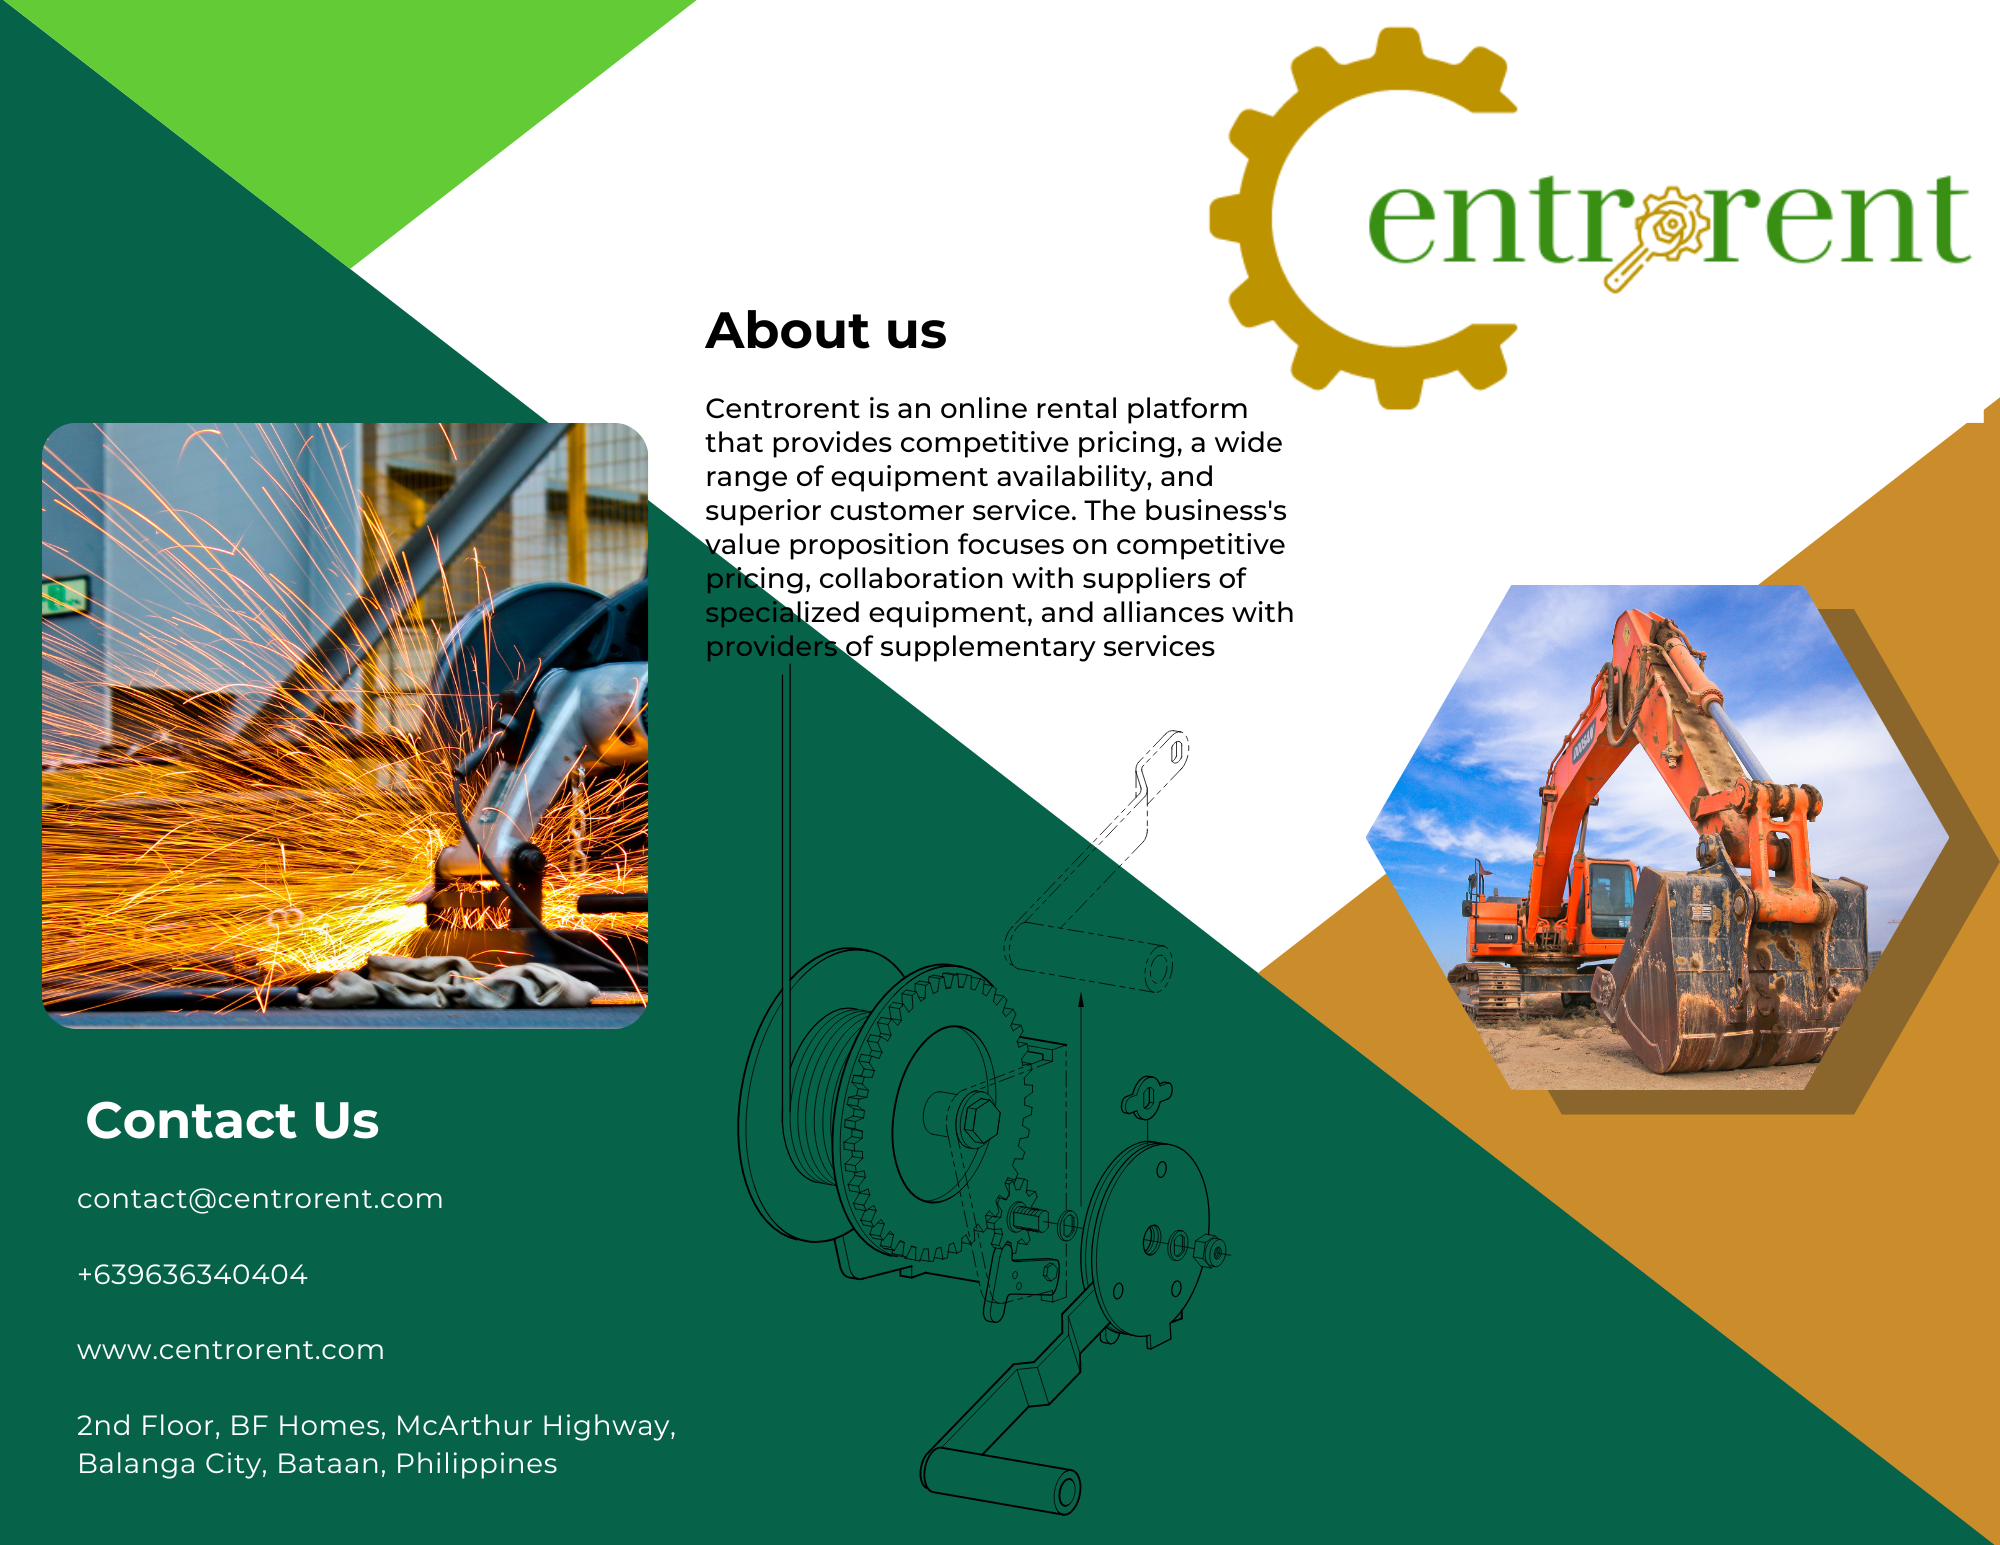 Centrorent
About us
Centrorent is an online rental platform
that provides competitive pricing, a wide
range of equipment availability, and
superior customer service. The business's
value proposition focuses on competitive
pricing, collaboration with suppliers of
specialized equipment, and alliances with
providers of supplementary services
DOOSAN
Contact Us
contact@centrorent.com
+639636340404
www.centrorent.com
2nd Floor, BF Homes, McArthur Highway,
Balanga City, Bataan, Philippines